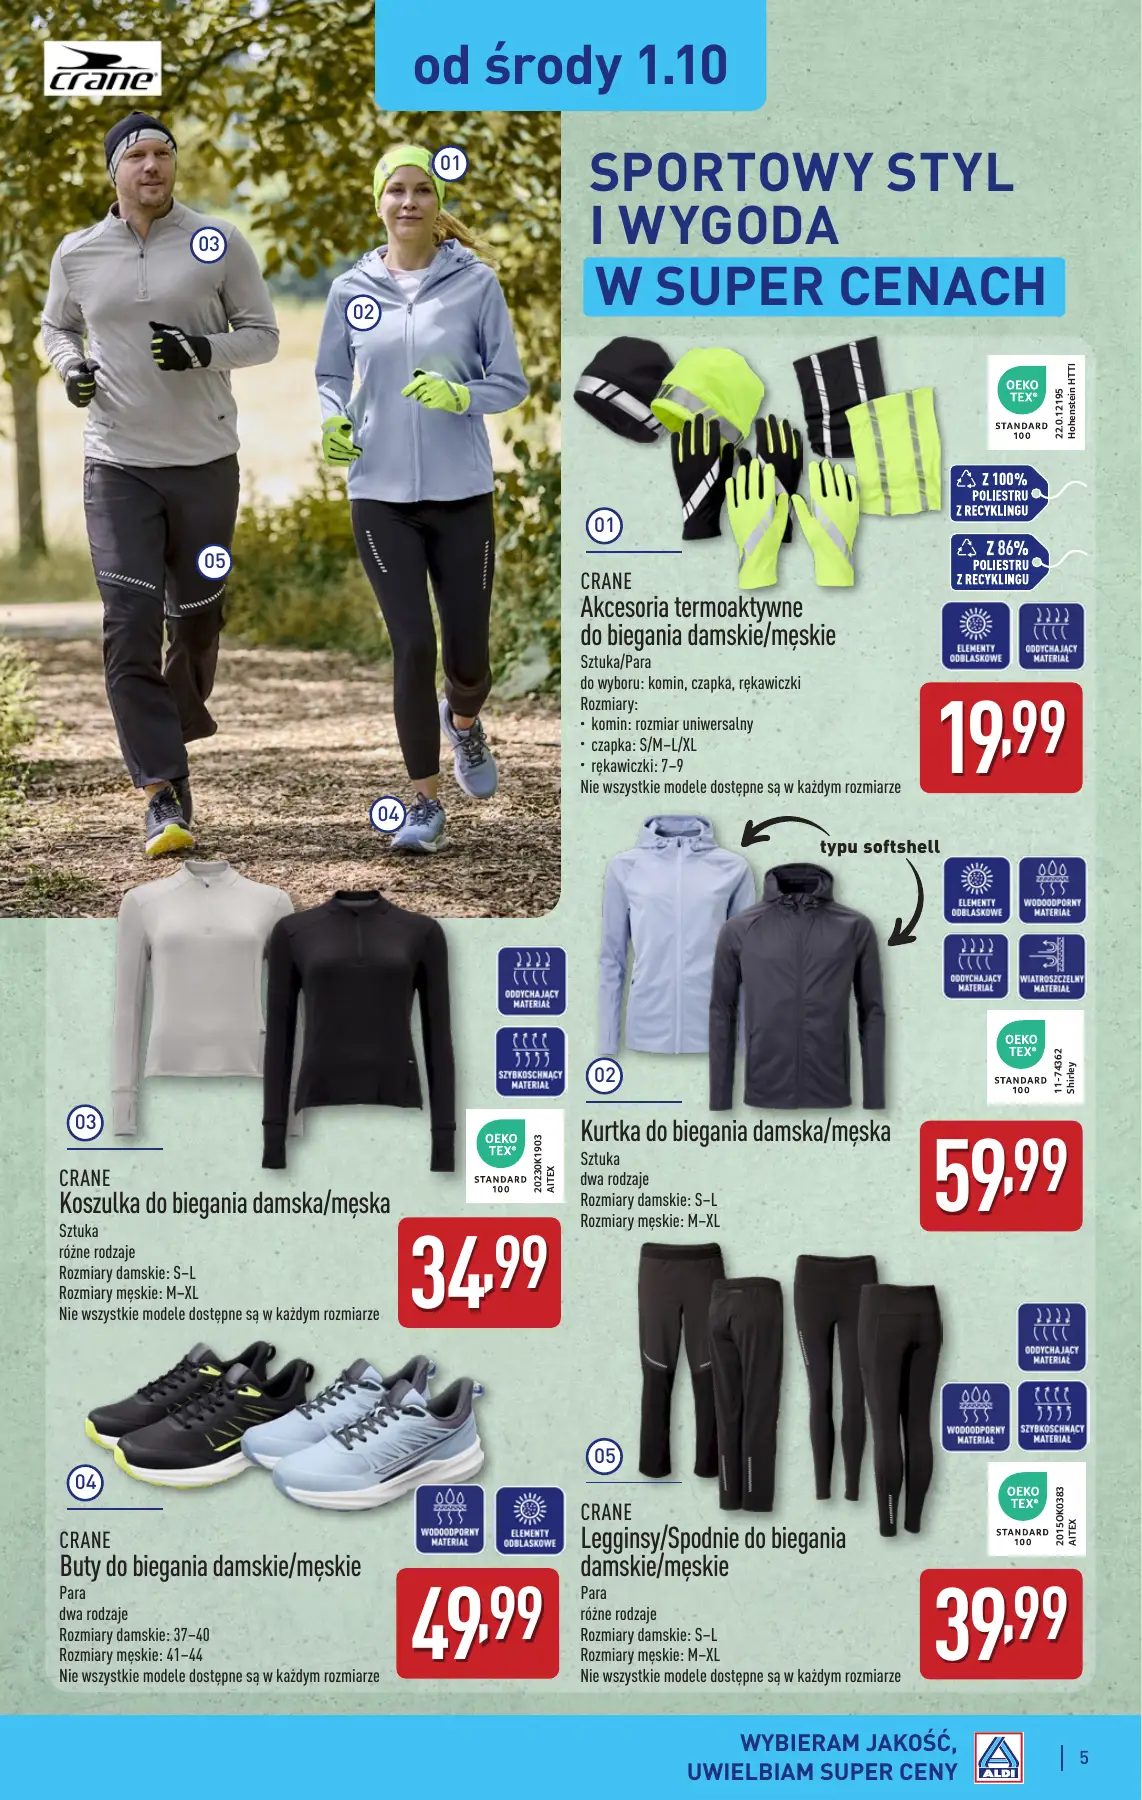 crane
od środy 1.10
SPORTOWY STYL
I WYGODA
W SUPER CENACH
01
02
03
04
05
OEKO
TEX®
STANDARD
100
22.0.12195
Hohenstein HTTI
Z 100%
POLIESTRU
Z RECYKLINGU
Z 86%
POLIESTRU
Z RECYKLINGU
01
CRANE
Akcesoria termoaktywne
do biegania damskie/męskie
Sztuka/Para
do wyboru: komin, czapka, rękawiczki
Rozmiary:
• komin: rozmiar uniwersalny
• czapka: S/M–L/XL
• rękawiczki: 7–9
Nie wszystkie modele dostępne są w każdym rozmiarze
ELEMENTY
ODBLASKOWE
ODDYCHAJĄCY
MATERIAŁ
19,99
typu softshell
ELEMENTY
ODBLASKOWE
WODOODPORNY
MATERIAŁ
ODDYCHAJĄCY
MATERIAŁ
WIATROSZCZELNY
MATERIAŁ
OEKO
TEX®
STANDARD
100
11-74362
Shirley
02
Kurtka do biegania damska/męska
Sztuka
dwa rodzaje
Rozmiary damskie: S–L
Rozmiary męskie: M–XL
59,99
ODDYCHAJĄCY
MATERIAŁ
SZYBKOSCHNĄCY
MATERIAŁ
OEKO
TEX®
STANDARD
100
2023OK1903
AITEX
03
CRANE
Koszulka do biegania damska/męska
Sztuka
różne rodzaje
Rozmiary damskie: S–L
Rozmiary męskie: M–XL
Nie wszystkie modele dostępne są w każdym rozmiarze
34,99
04
WODOODPORNY
MATERIAŁ
ELEMENTY
ODBLASKOWE
CRANE
Buty do biegania damskie/męskie
Para
dwa rodzaje
Rozmiary damskie: 37–40
Rozmiary męskie: 41–44
Nie wszystkie modele dostępne są w każdym rozmiarze
49,99
ODDYCHAJĄCY
MATERIAŁ
WODOODPORNY
MATERIAŁ
SZYBKOSCHNĄCY
MATERIAŁ
OEKO
TEX®
STANDARD
100
2015OK0383
AITEX
05
CRANE
Legginsy/Spodnie do biegania
damskie/męskie
Para
różne rodzaje
Rozmiary damskie: S–L
Rozmiary męskie: M–XL
Nie wszystkie modele dostępne są w każdym rozmiarze
39,99
WYBIERAM JAKOŚĆ,
UWIELBIAM SUPER CENY
ALDI
5